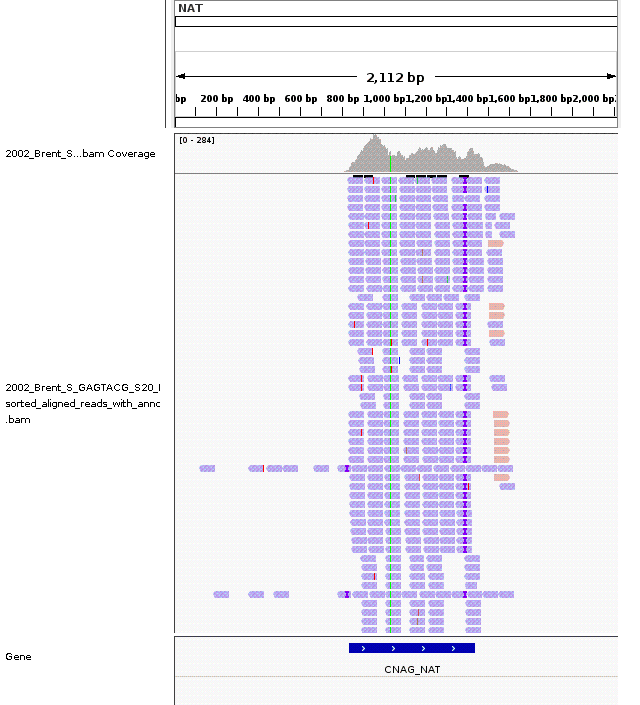 NAT
2,112 bp
bp 200 bp 400 bp 600 bp 800 bp 1,000 bp 1,200 bp 1,400 bp 1,600 bp 1,800 bp 2,000 bp
[0 - 284]
2002_Brent_S...bam Coverage
2002_Brent_S_GAGTACG_S20_I
sorted_aligned_reads_with_annc
.bam
Gene
CNAG_NAT